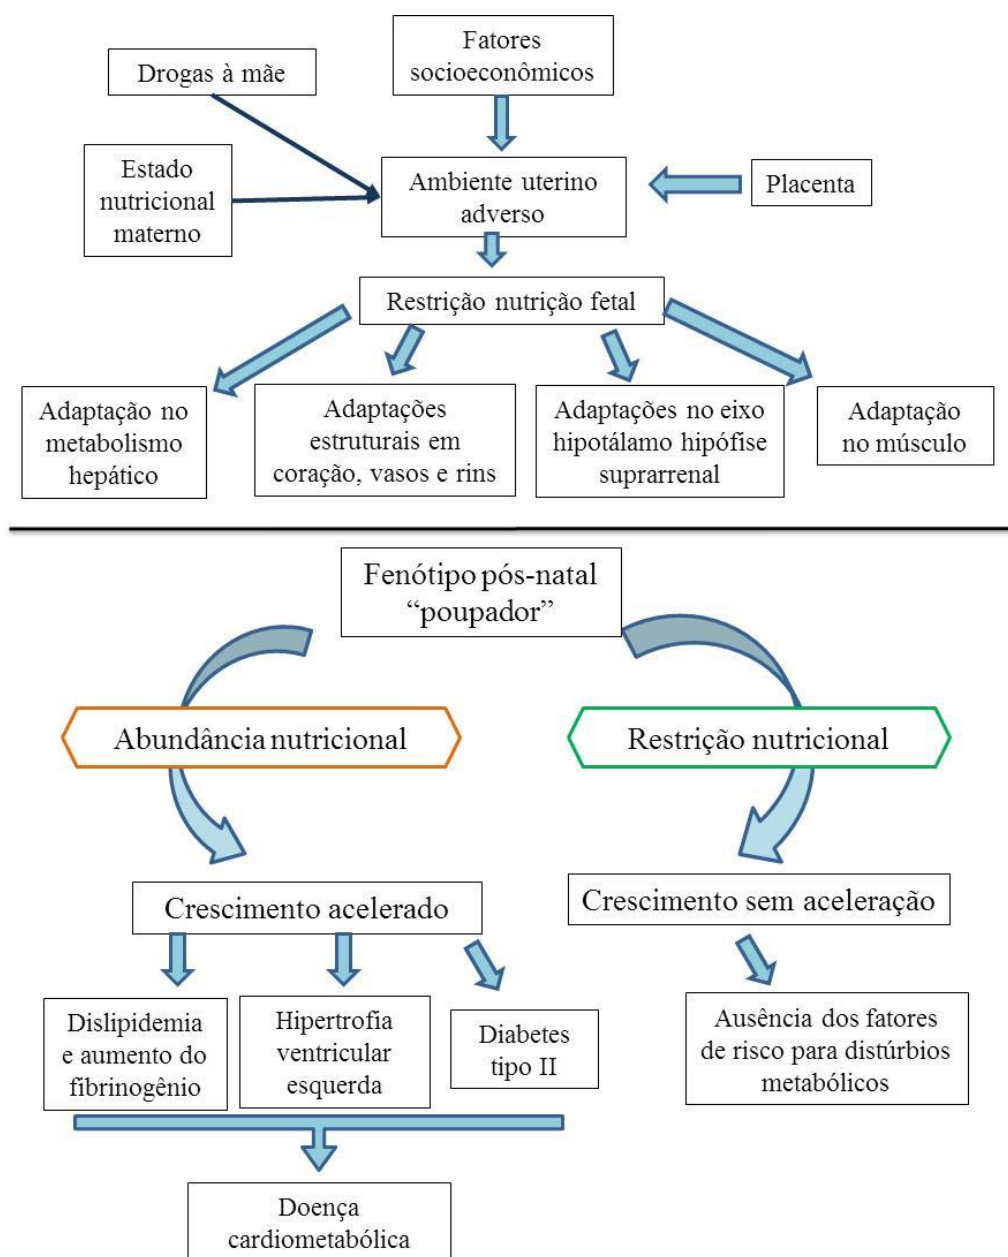 Fatores
socioeconômicos
Drogas à mãe
Estado
nutricional
materno
Ambiente uterino
adverso
Placenta
Restrição nutrição fetal
Adaptação no
metabolismo
hepático
Adaptações
estruturais em
coração, vasos e rins
Adaptações no eixo
hipotálamo hipófise
suprarrenal
Adaptação
no músculo
Fenótipo pós-natal
“poupador”
Abundância nutricional
Restrição nutricional
Crescimento acelerado
Crescimento sem aceleração
Dislipidemia
e aumento do
fibrinogênio
Hipertrofia
ventricular
esquerda
Diabetes
tipo II
Ausência dos fatores
de risco para distúrbios
metabólicos
Doença
cardiometabólica